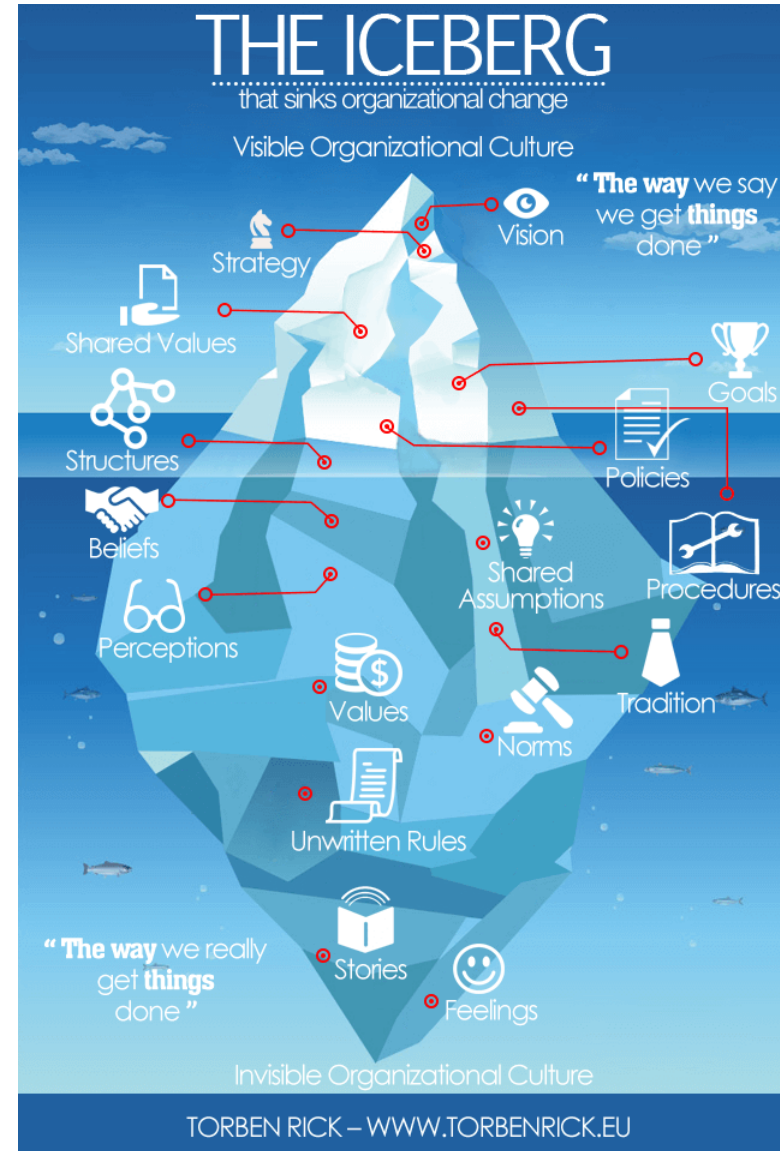 THE ICEBERG
that sinks organizational change
Visible Organizational Culture
“ The way we say
we get things
done ”
Vision
Strategy
Shared Values
Goals
Structures
Policies
Beliefs
Shared
Assumptions
Procedures
Perceptions
Tradition
Values
Norms
Unwritten Rules
“ The way we really
get things
done ”
Stories
Feelings
Invisible Organizational Culture
TORBEN RICK – WWW.TORBENRICK.EU